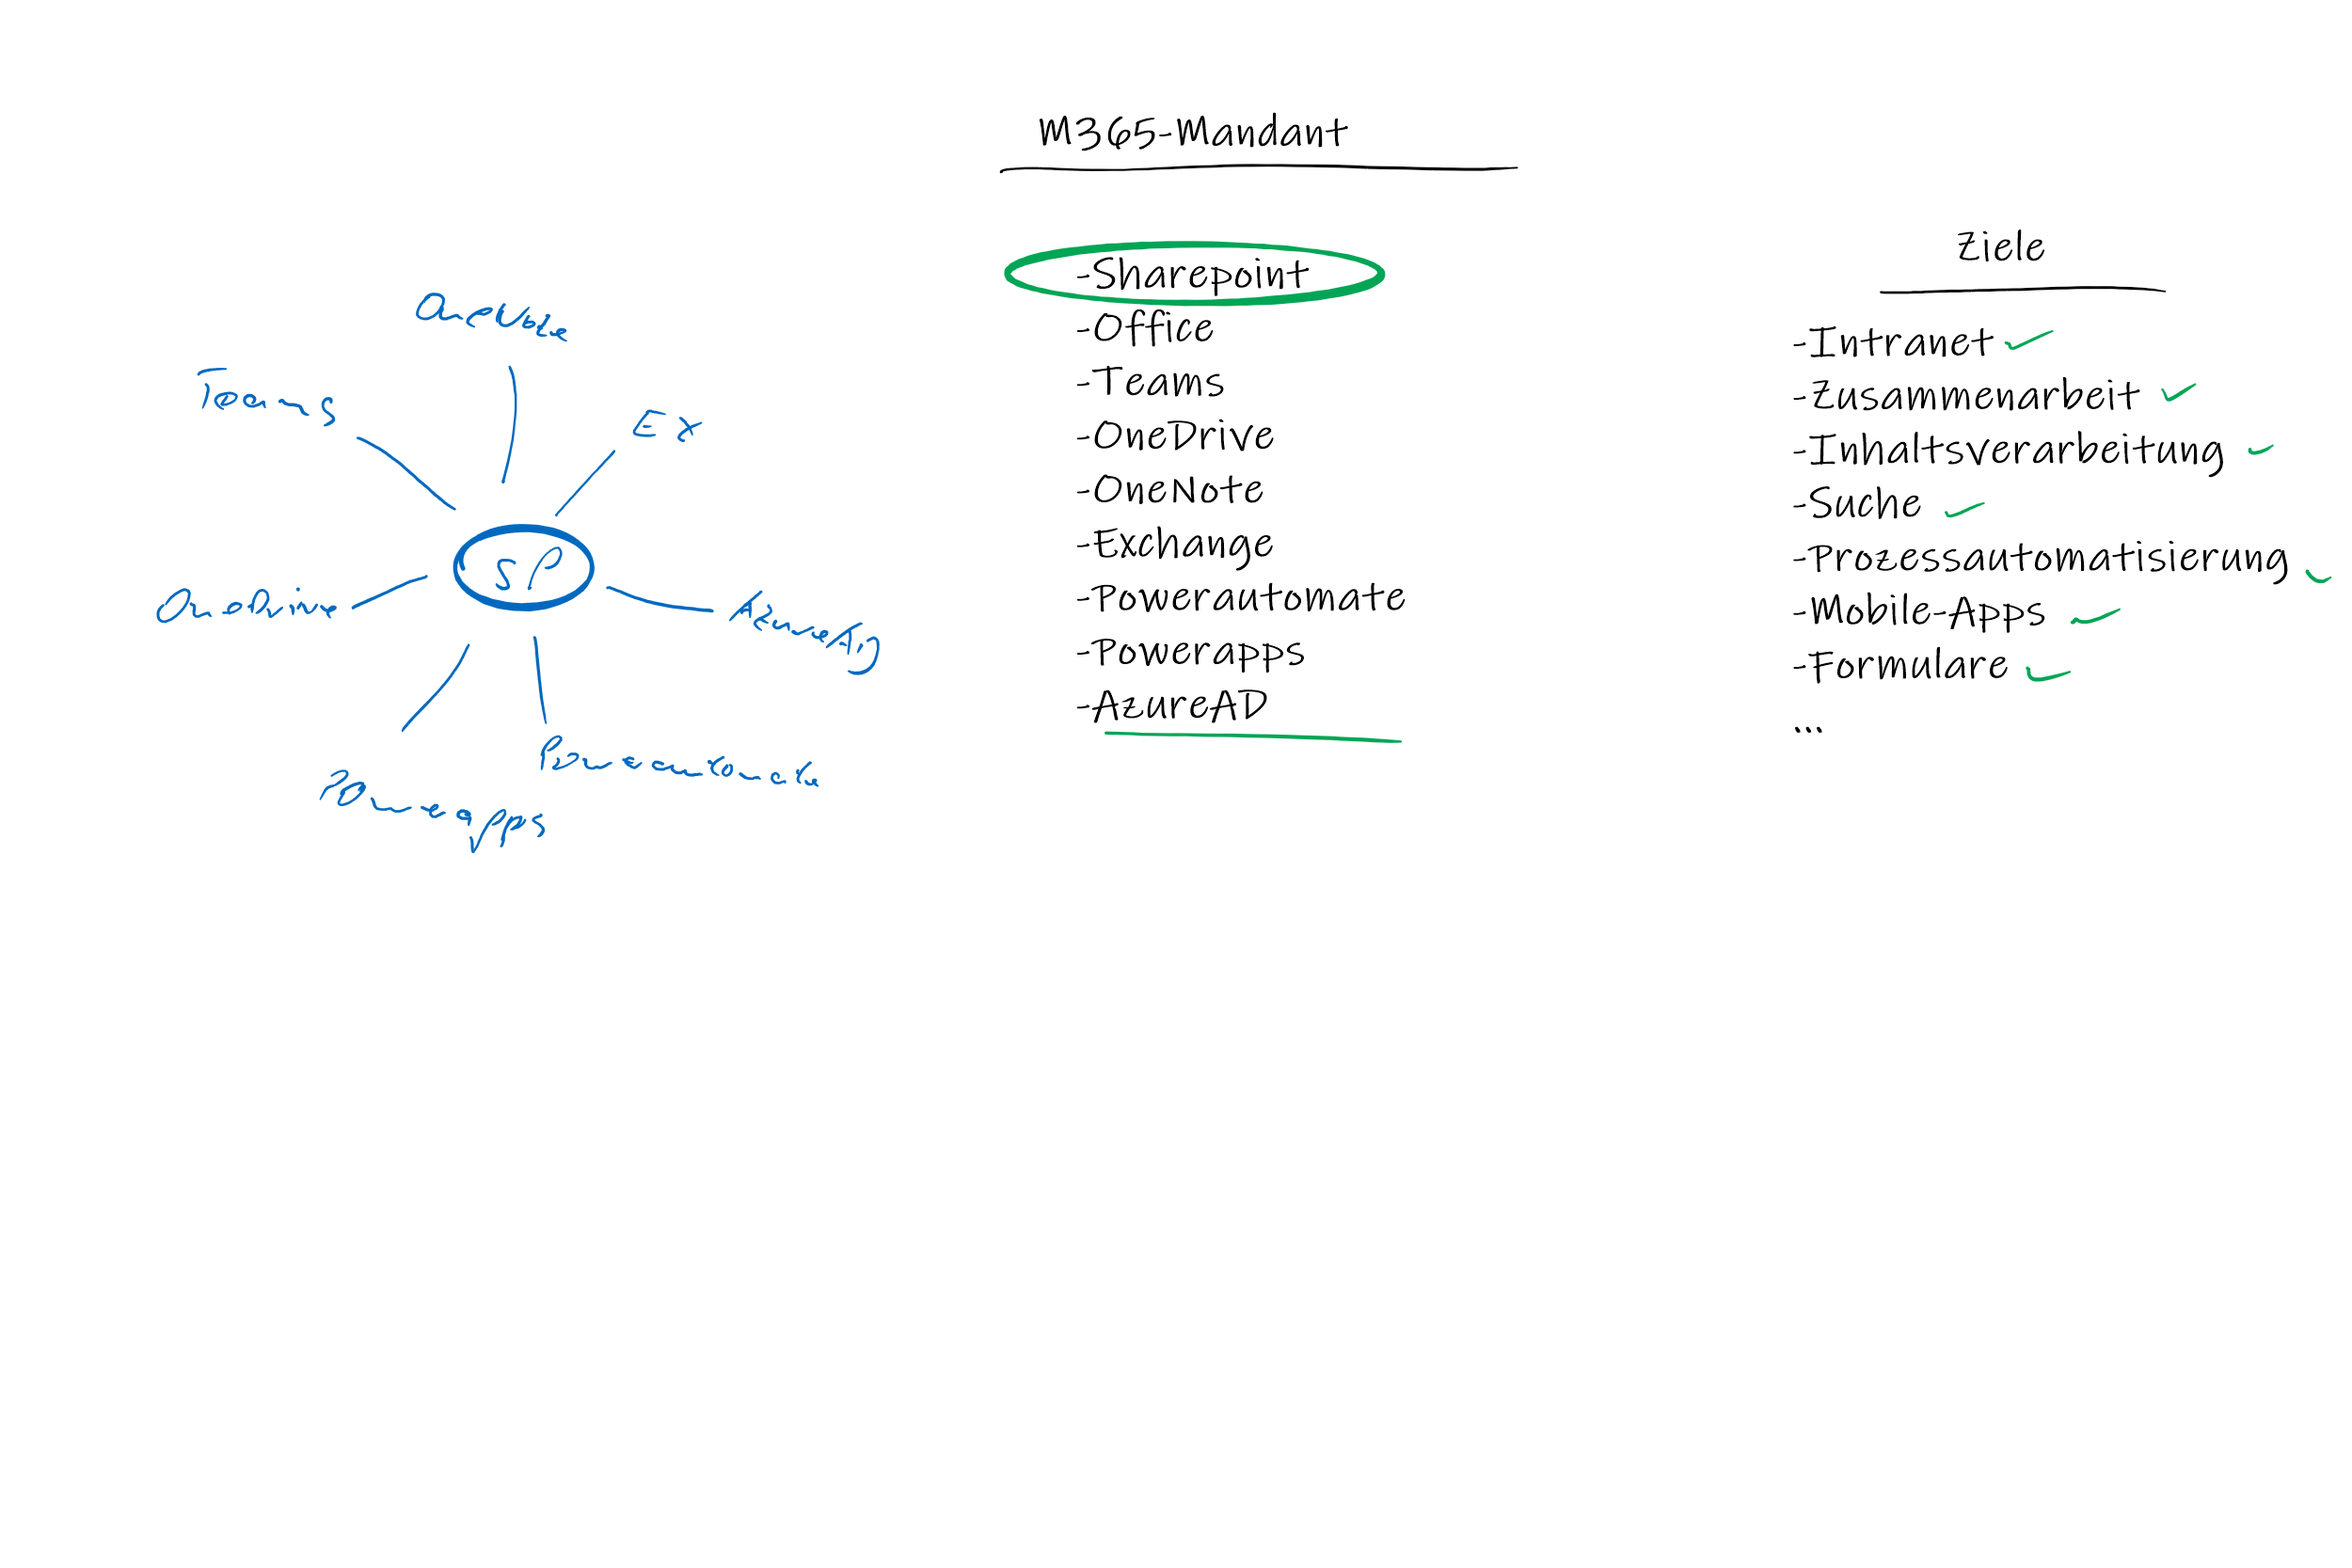 OneNote
Teams
EX
SP
OneDrive
AzureAD
Powerautomate
Powerapps
M365-Mandant
-Sharepoint
-Office
-Teams
-OneDrive
-OneNote
-Exchange
-Powerautomate
-Powerapps
-AzureAD
Ziele
-Intranet
-Zusammenarbeit
-Inhaltsverarbeitung
-Suche
-Prozessautomatisierung
-Mobile-Apps
-Formulare
...